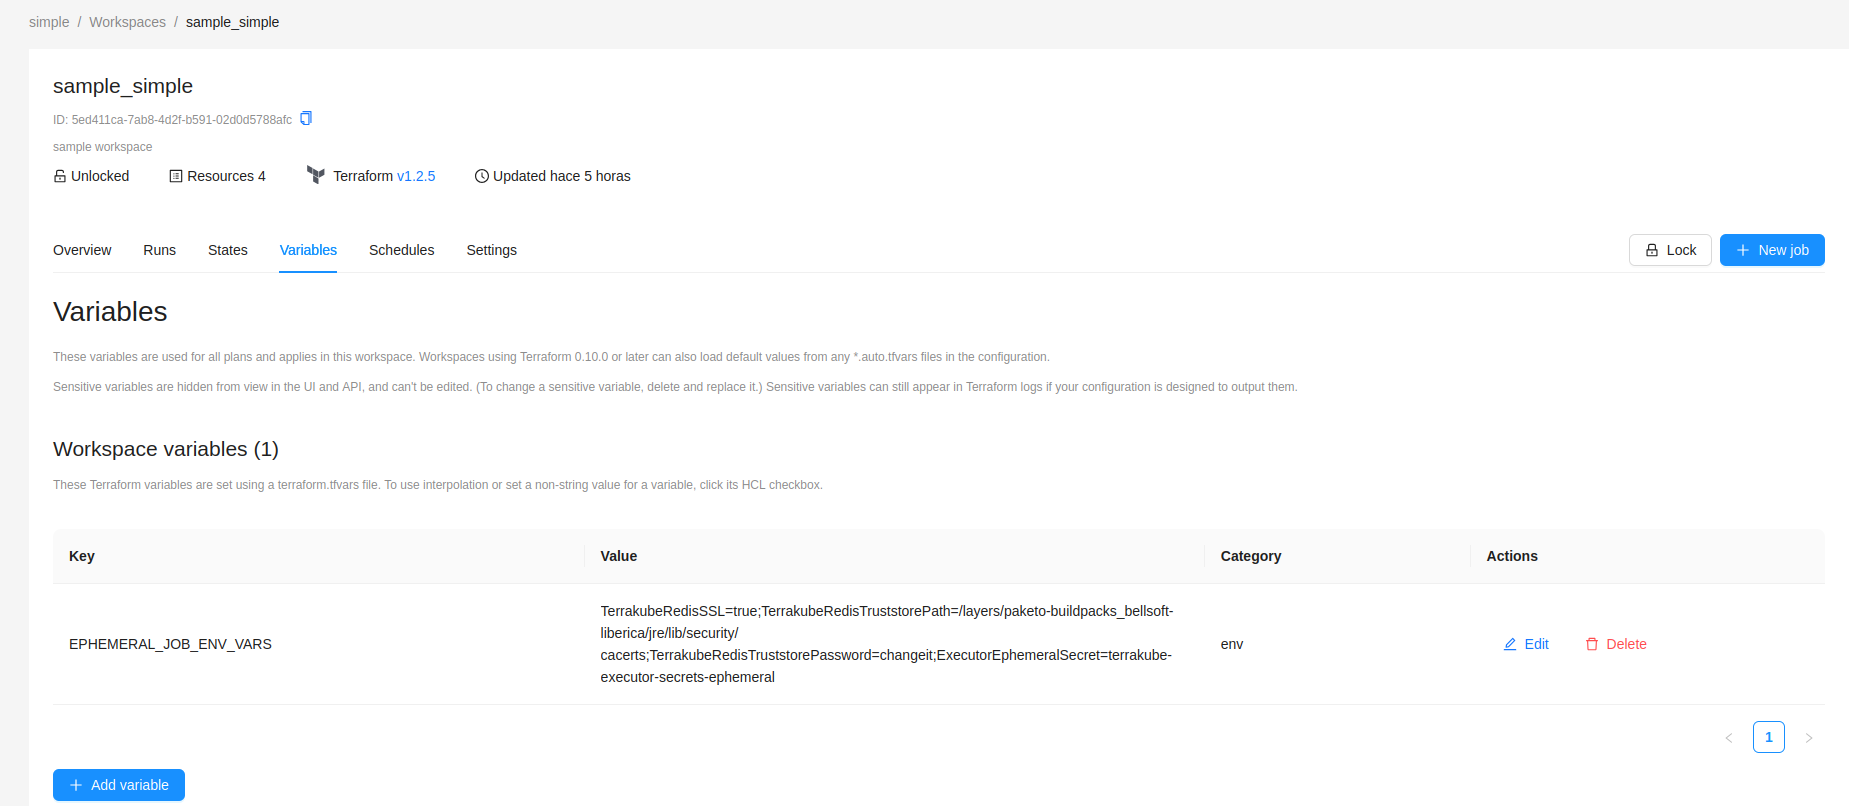 simple / Workspaces / sample_simple
sample_simple
ID: 5ed411ca-7ab8-4d2f-b591-02d0d5788afc
sample workspace
Unlocked Resources 4 Terraform v1.2.5 Updated hace 5 horas
Overview Runs States Variables Schedules Settings Lock New job
Variables
These variables are used for all plans and applies in this workspace. Workspaces using Terraform 0.10.0 or later can also load default values from any *.auto.tfvars files in the configuration.
Sensitive variables are hidden from view in the UI and API, and can't be edited. (To change a sensitive variable, delete and replace it.) Sensitive variables can still appear in Terraform logs if your configuration is designed to output them.
Workspace variables (1)
These Terraform variables are set using a terraform.tfvars file. To use interpolation or set a non-string value for a variable, click its HCL checkbox.
Key Value Category Actions
TerrakubeRedisSSL=true;TerrakubeRedisTruststorePath=/layers/paketo-buildpacks_bellsoft-
liberica/jre/lib/security/
EPHEMERAL_JOB_ENV_VARS env Edit Delete
cacerts;TerrakubeRedisTruststorePassword=changeit;ExecutorEphemeralSecret=terrakube-
executor-secrets-ephemeral
1
Add variable